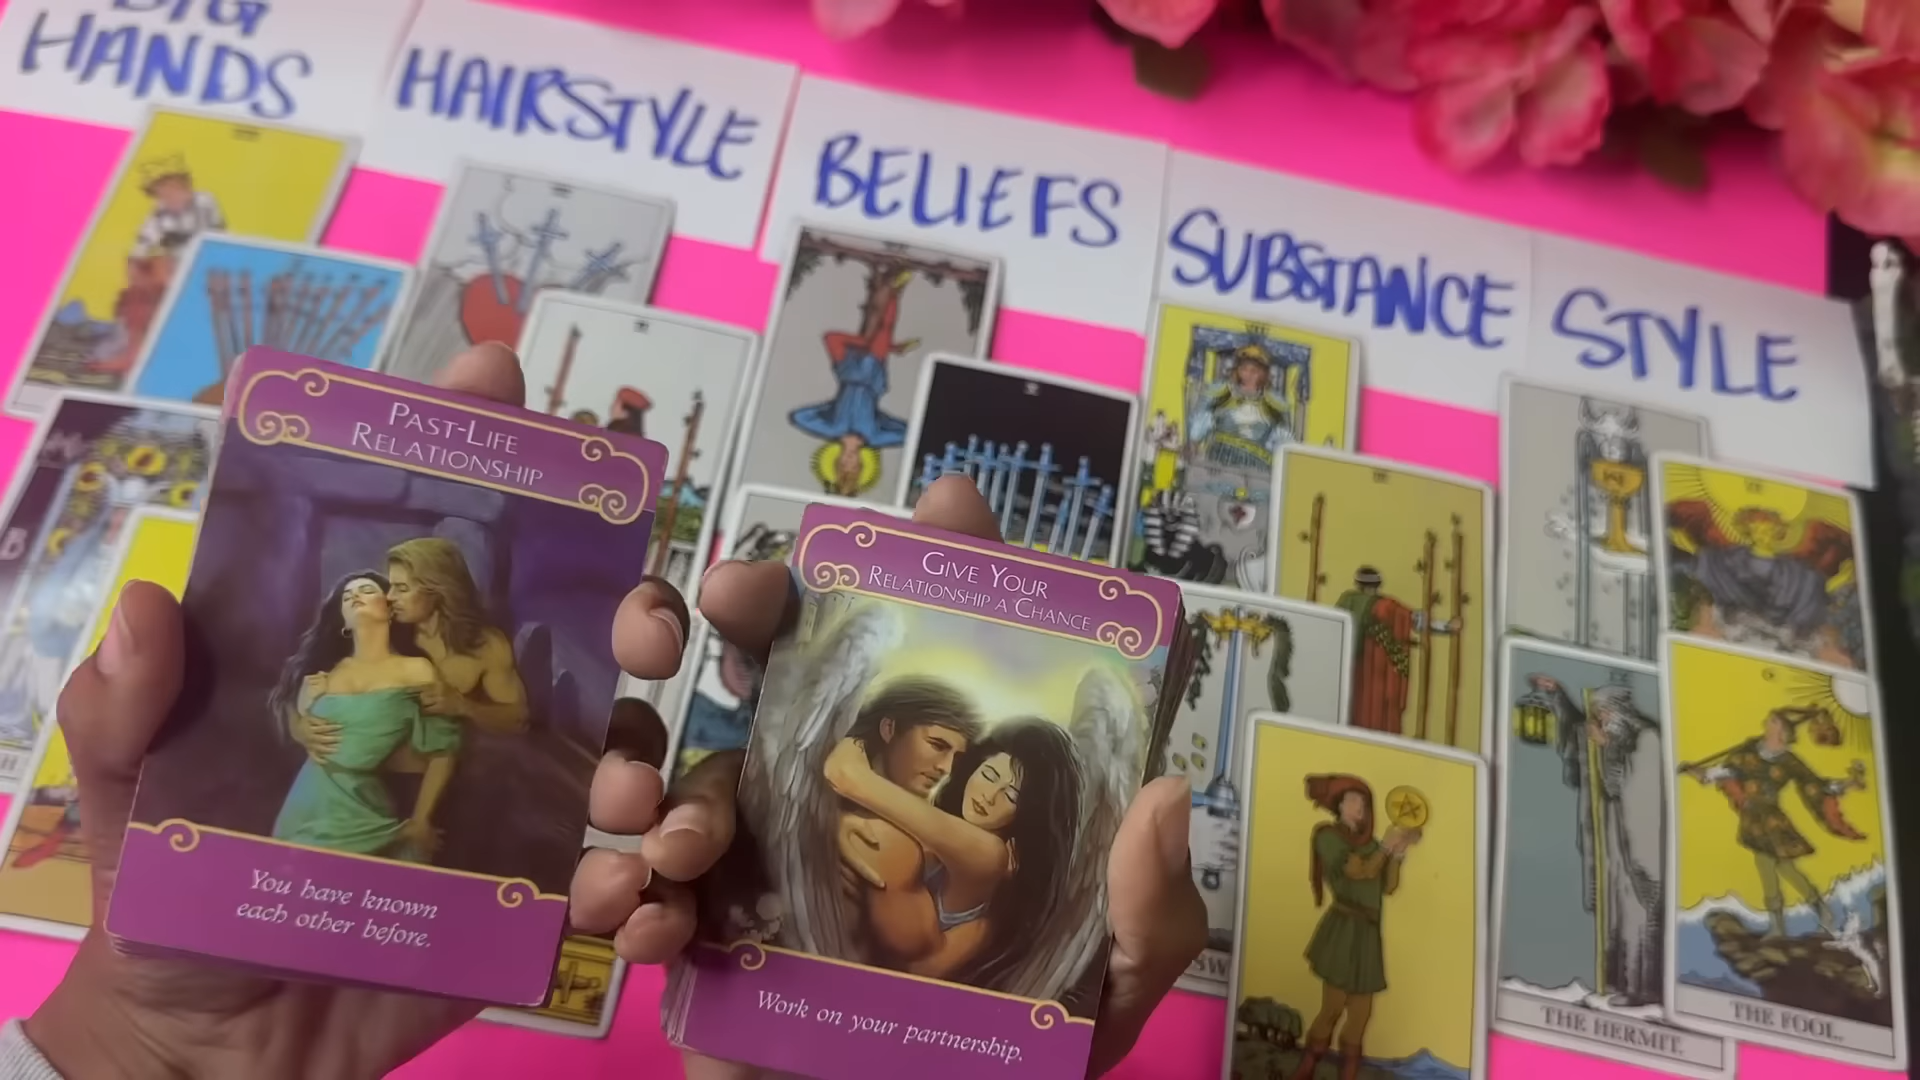 BIG
HANDS
HAIRSTYLE
BELIEFS
SUBSTANCE
STYLE
PAST-LIFE
RELATIONSHIP
You have known
each other before.
GIVE YOUR
RELATIONSHIP A CHANCE
Work on your partnership.
THE HERMIT.
THE FOOL.